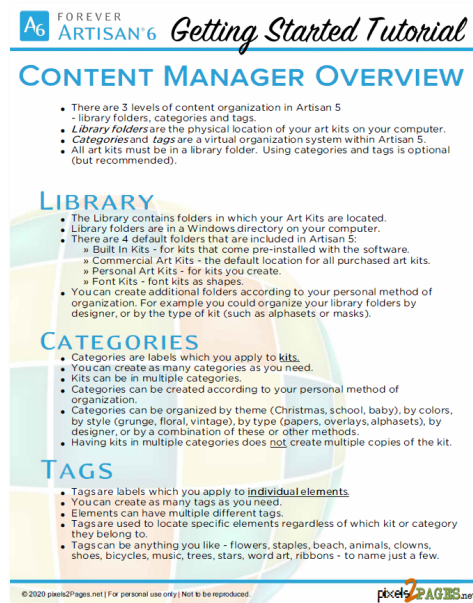 A6 FOREVER
ARTISAN®6 Getting Started Tutorial
CONTENT MANAGER OVERVIEW
• There are 3 levels of content organization in Artisan 5
- library folders, categories and tags.
• Library folders are the physical location of your art kits on your computer.
• Categories and tags are a virtual organization system within Artisan 5.
• All art kits must be in a library folder. Using categories and tags is optional
(but recommended).
LIBRARY
• The Library contains folders in which your Art Kits are located.
• Library folders are in a Windows directory on your computer.
• There are 4 default folders that are included in Artisan 5:
» Built In Kits - for kits that come pre-installed with the software.
» Commercial Art Kits - the default location for all purchased art kits.
» Personal Art Kits - for kits you create.
» Font Kits - font kits as shapes.
• You can create additional folders according to your personal method of
organization. For example you could organize your library folders by
designer, or by the type of kit (such as alphasets or masks).
CATEGORIES
• Categories are labels which you apply to kits.
• You can create as many categories as you need.
• Kits can be in multiple categories.
• Categories can be created according to your personal method of
organization.
• Categories can be organized by theme (Christmas, school, baby), by colors,
by style (grunge, floral, vintage), by type (papers, overlays, alphasets), by
designer, or by a combination of these or other methods.
• Having kits in multiple categories does not create multiple copies of the kit.
TAGS
• Tags are labels which you apply to individual elements.
• You can create as many tags as you need.
• Elements can have multiple different tags.
• Tags are used to locate specific elements regardless of which kit or category
they belong to.
• Tags can be anything you like - flowers, staples, beach, animals, clowns,
shoes, bicycles, music, trees, stars, word art, ribbons - to name just a few.
© 2020 pixels2Pages.net | For personal use only | Not to be reproduced.
pixels2PAGES.net